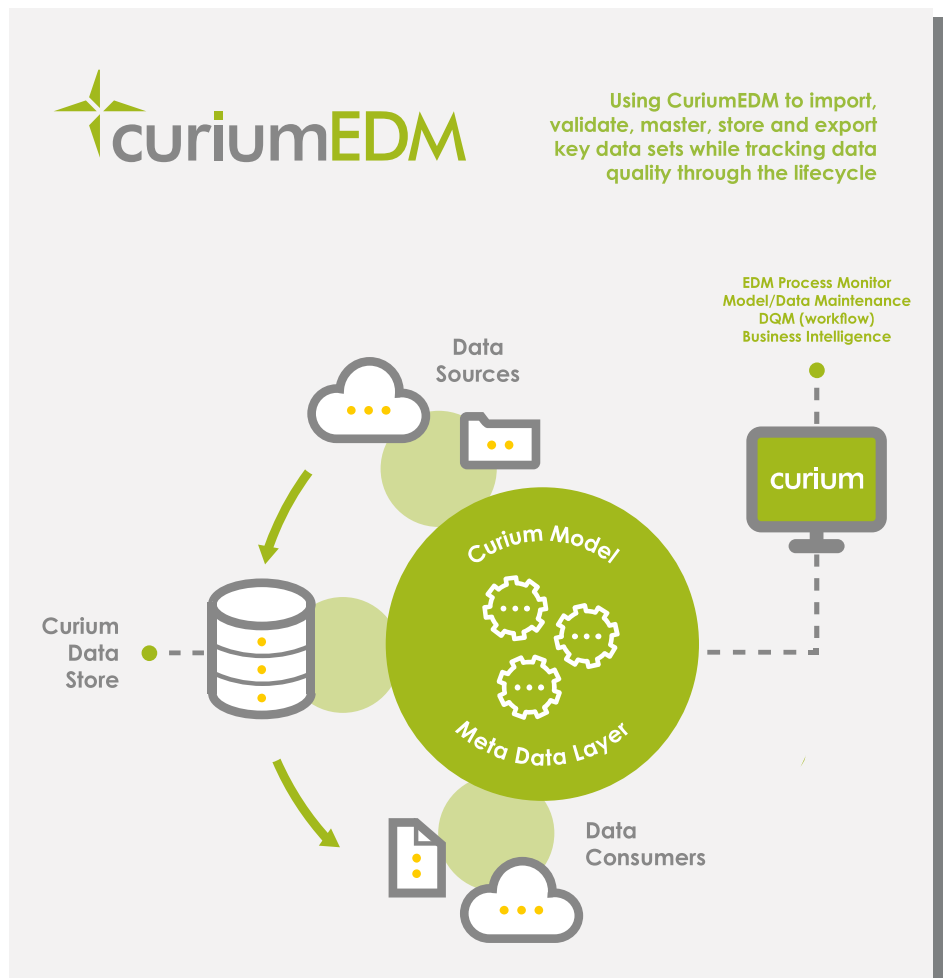 curiumEDM
Using CuriumEDM to import,
validate, master, store and export
key data sets while tracking data
quality through the lifecycle
EDM Process Monitor
Model/Data Maintenance
DQM (workflow)
Business Intelligence
Data
Sources
curium
Curium Model
Curium
Data
Store
Meta Data Layer
Data
Consumers